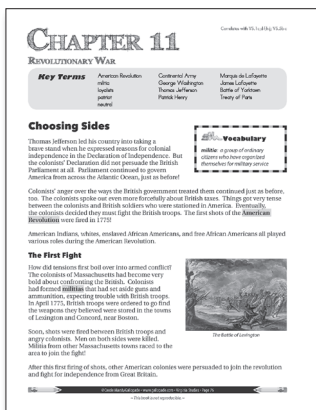 CHAPTER 11
REVOLUTIONARY WAR
Key Terms
American Revolution
militia
loyalists
patriot
neutral
Continental Army
George Washington
Thomas Jefferson
Patrick Henry
Marquis de Lafayette
James Lafayette
Battle of Yorktown
Treaty of Paris
Choosing Sides
Thomas Jefferson led his country into taking a
brave stand when he expressed reasons for colonial
independence in the Declaration of Independence. But
the colonists' Declaration did not persuade the British
Parliament at all. Parliament continued to govern
America from across the Atlantic Ocean, just as before!
Vocabulary
militia: a group of ordinary
citizens who have organized
themselves for military service
Colonists' anger over the ways the British government treated them continued just as before,
too. The colonists spoke out even more forcefully about British taxes. Things got very tense
between the colonists and British soldiers who were stationed in America. Eventually,
the colonists decided they must fight the British troops. The first shots of the American
Revolution were fired in 1775!
American Indians, whites, enslaved African Americans, and free African Americans all played
various roles during the American Revolution.
The First Fight
How did tensions first boil over into armed conflict?
The colonists of Massachusetts had become very
bold about confronting the British. Colonists
had formed militias that had set aside guns and
ammunition, expecting trouble with British troops.
In April 1775, British troops were ordered to go find
the weapons they believed were stored in the towns
of Lexington and Concord, near Boston.
Soon, shots were fired between British troops and
angry colonists. Men on both sides were killed.
Militia from other Massachusetts towns raced to the
area to join the fight!
The Battle of Lexington
After this first firing of shots, other American colonies were persuaded to join the revolution
and fight for independence from Great Britain.